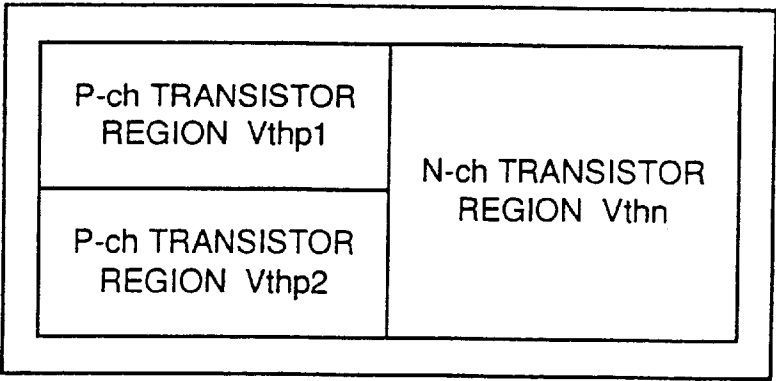 P-ch TRANSISTOR
REGION Vthp1
P-ch TRANSISTOR
REGION Vthp2
N-ch TRANSISTOR
REGION Vthn